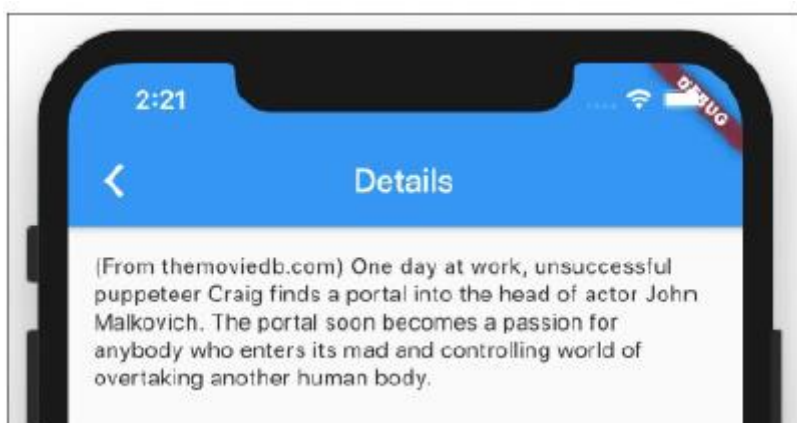 2:21
DEBUG
Details
(From themoviedb.com) One day at work, unsuccessful
puppeteer Craig finds a portal into the head of actor John
Malkovich. The portal soon becomes a passion for
anybody who enters its mad and controlling world of
overtaking another human body.